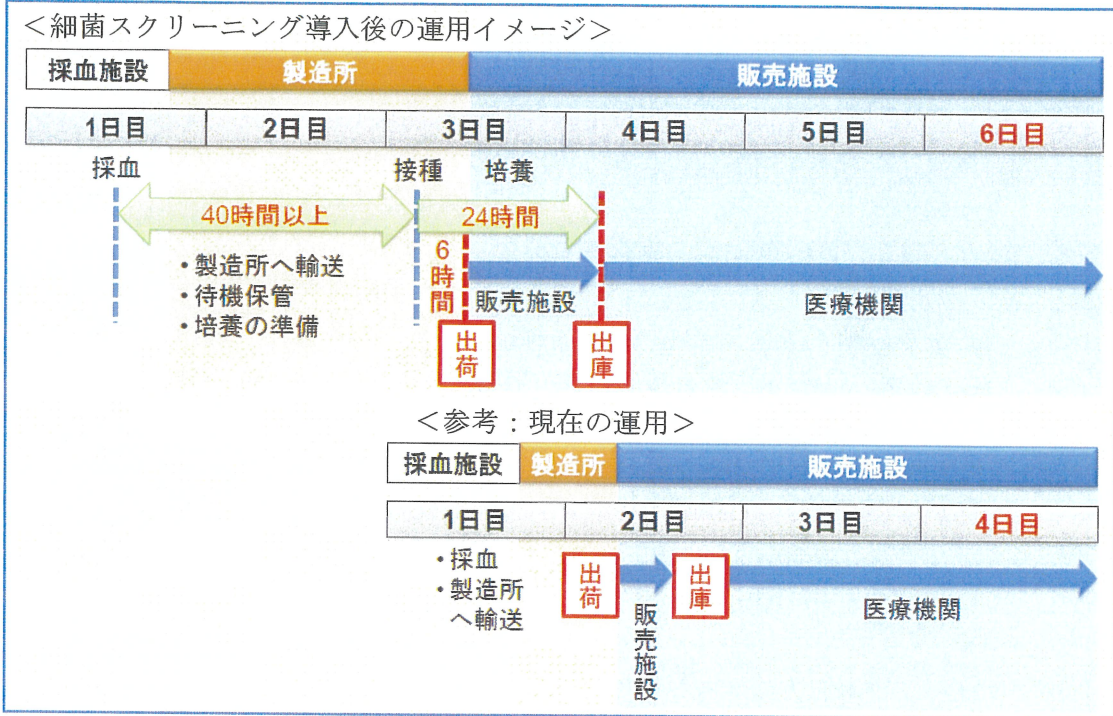 ＜細菌スクリーニング導入後の運用イメージ＞
採血施設 製造所 販売施設
1日目 2日目 3日目 4日目 5日目 6日目
採血 接種 培養
40時間以上 24時間
・製造所へ輸送
・待機保管
・培養の準備
6時間
販売施設
医療機関
出荷
出庫
＜参考：現在の運用＞
採血施設 製造所 販売施設
1日目 2日目 3日目 4日目
・採血
・製造所
へ輸送
出荷
販売施設
出庫
医療機関